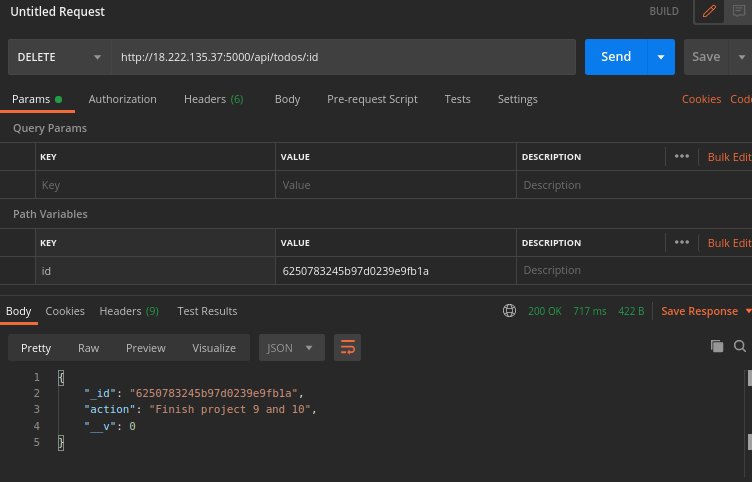 Untitled Request BUILD
DELETE http://18.222.135.37:5000/api/todos/:id Send Save
Params Authorization Headers (6) Body Pre-request Script Tests Settings Cookies Code
Query Params
KEY VALUE DESCRIPTION ••• Bulk Edit
Key Value Description
Path Variables
KEY VALUE DESCRIPTION ••• Bulk Edit
id 6250783245b97d0239e9fb1a Description
Body Cookies Headers (9) Test Results 200 OK 717 ms 422 B Save Response
Pretty Raw Preview Visualize JSON
1 {
2 "_id": "6250783245b97d0239e9fb1a",
3 "action": "Finish project 9 and 10",
4 "__v": 0
5 }